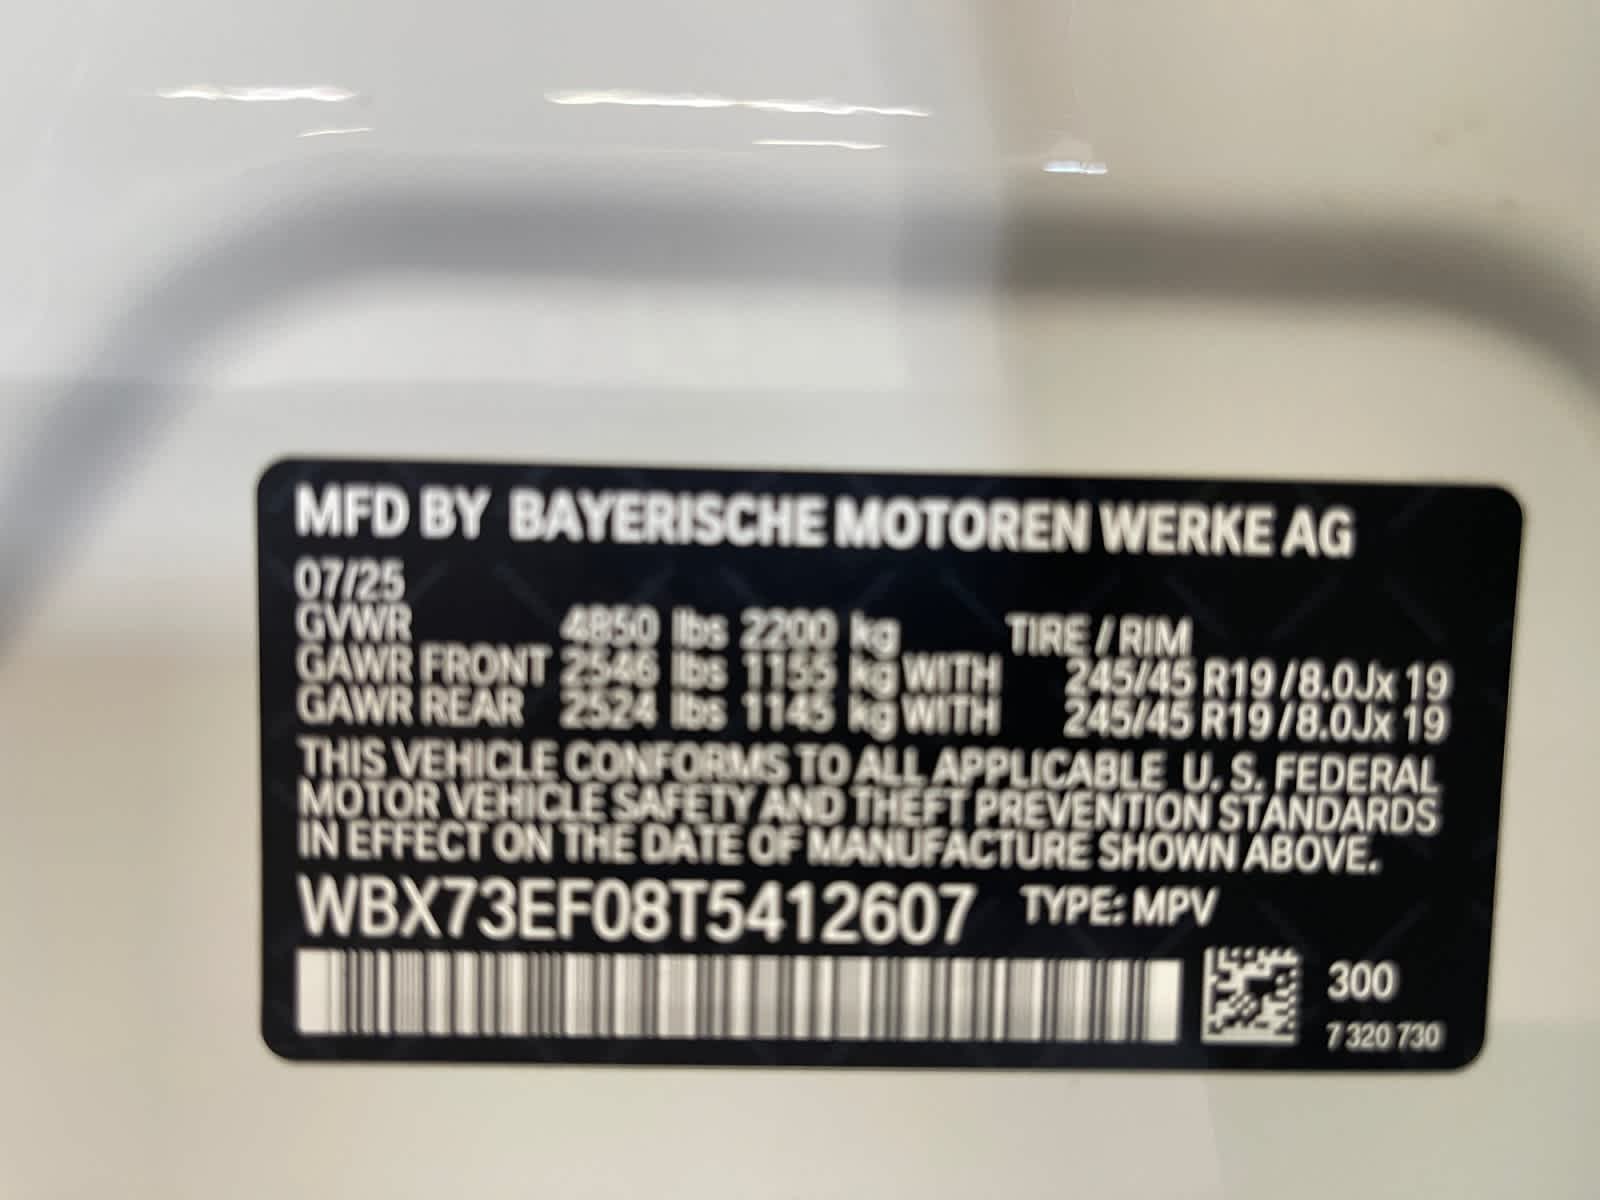 MFD BY BAYERISCHE MOTOREN WERKE AG
07/25
GVWR 4850 lbs 2200 kg TIRE / RIM
GAWR FRONT 2546 lbs 1155 kg WITH 245/45 R19 / 8.0Jx 19
GAWR REAR 2524 lbs 1145 kg WITH 245/45 R19 / 8.0Jx 19
THIS VEHICLE CONFORMS TO ALL APPLICABLE U. S. FEDERAL
MOTOR VEHICLE SAFETY AND THEFT PREVENTION STANDARDS
IN EFFECT ON THE DATE OF MANUFACTURE SHOWN ABOVE.
WBX73EF08T5412607 TYPE: MPV
300
7 320 730